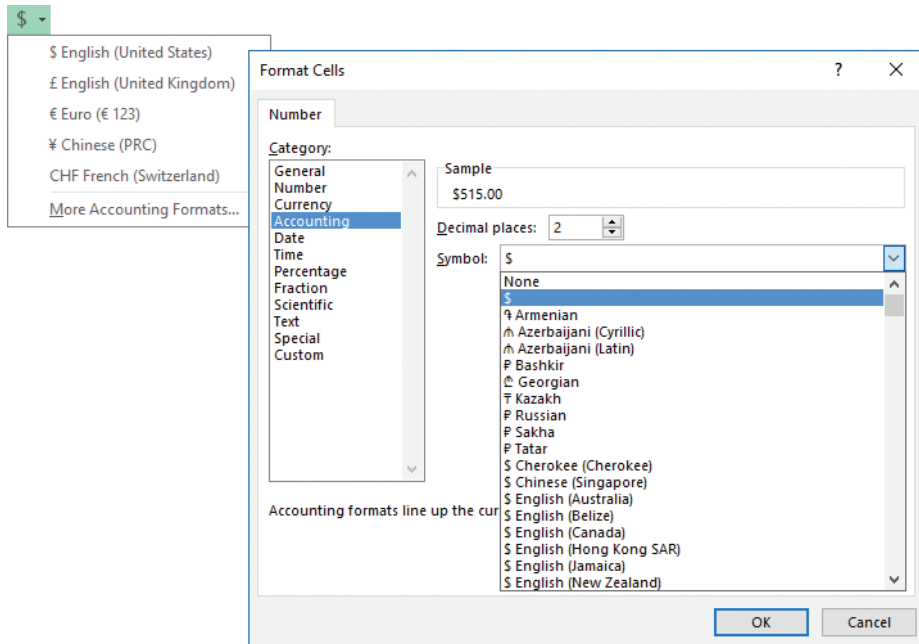 $
$ English (United States)
£ English (United Kingdom)
€ Euro (€ 123)
¥ Chinese (PRC)
CHF French (Switzerland)
More Accounting Formats...
Format Cells
?
Number
Category:
General
Number
Currency
Accounting
Date
Time
Percentage
Fraction
Scientific
Text
Special
Custom
Sample
$515.00
Decimal places: 2
Symbol: $
None
$
֏ Armenian
₼ Azerbaijani (Cyrillic)
₼ Azerbaijani (Latin)
₽ Bashkir
₾ Georgian
₸ Kazakh
₽ Russian
₽ Sakha
₽ Tatar
$ Cherokee (Cherokee)
$ Chinese (Singapore)
$ English (Australia)
$ English (Belize)
$ English (Canada)
$ English (Hong Kong SAR)
$ English (Jamaica)
$ English (New Zealand)
Accounting formats line up the cur
OK
Cancel